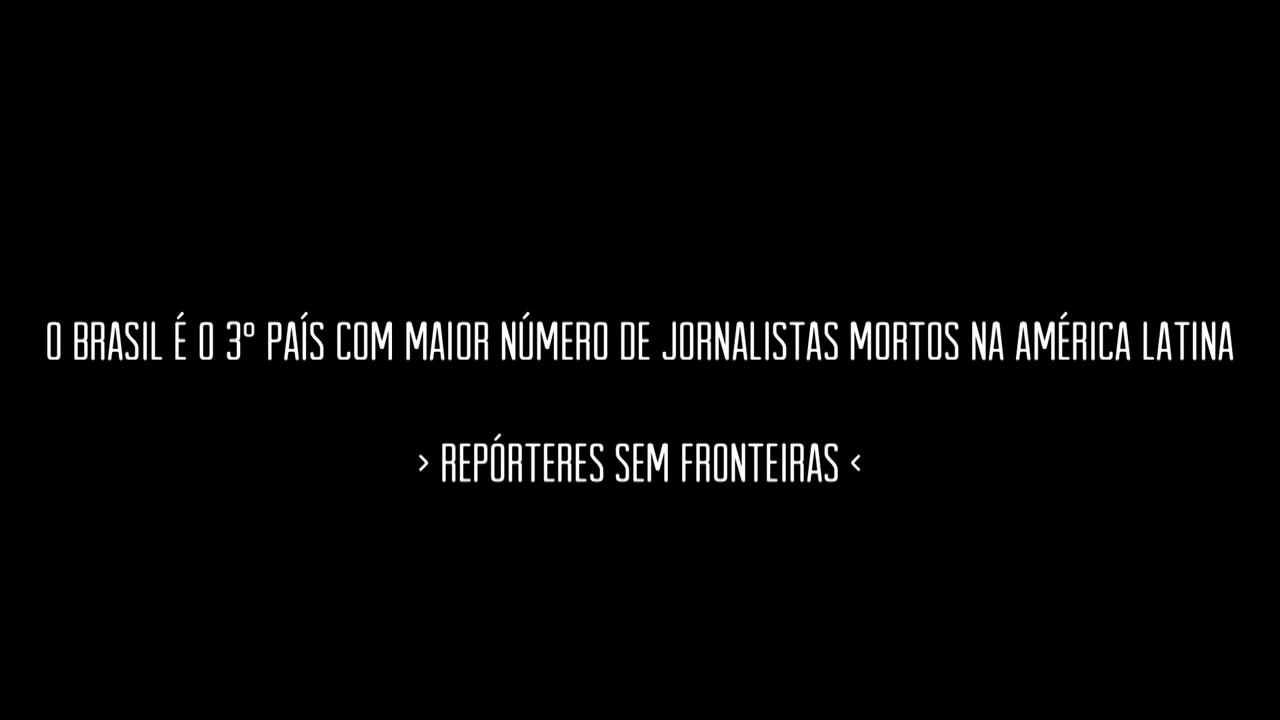 O BRASIL É O 3º PAÍS COM MAIOR NÚMERO DE JORNALISTAS MORTOS NA AMÉRICA LATINA
> REPÓRTERES SEM FRONTEIRAS <